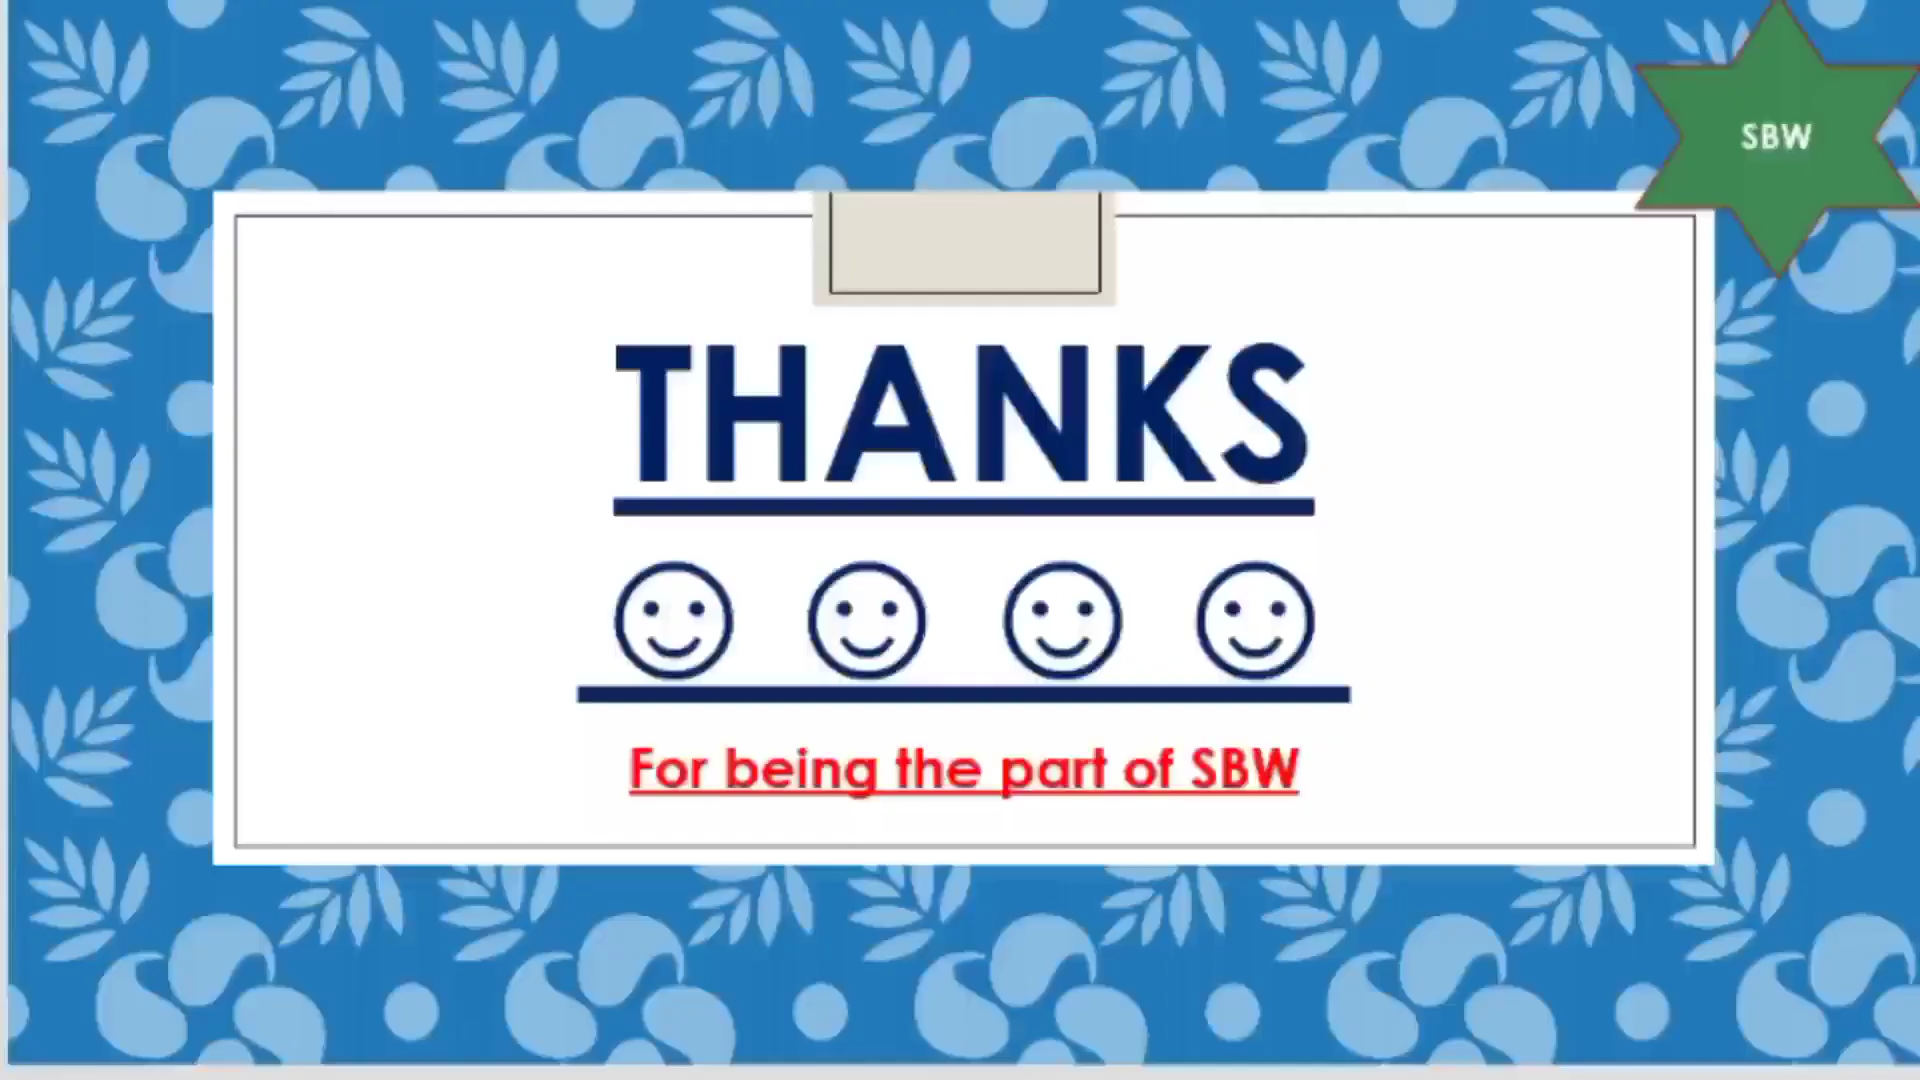 SBW
THANKS
☺ ☺ ☺ ☺
For being the part of SBW